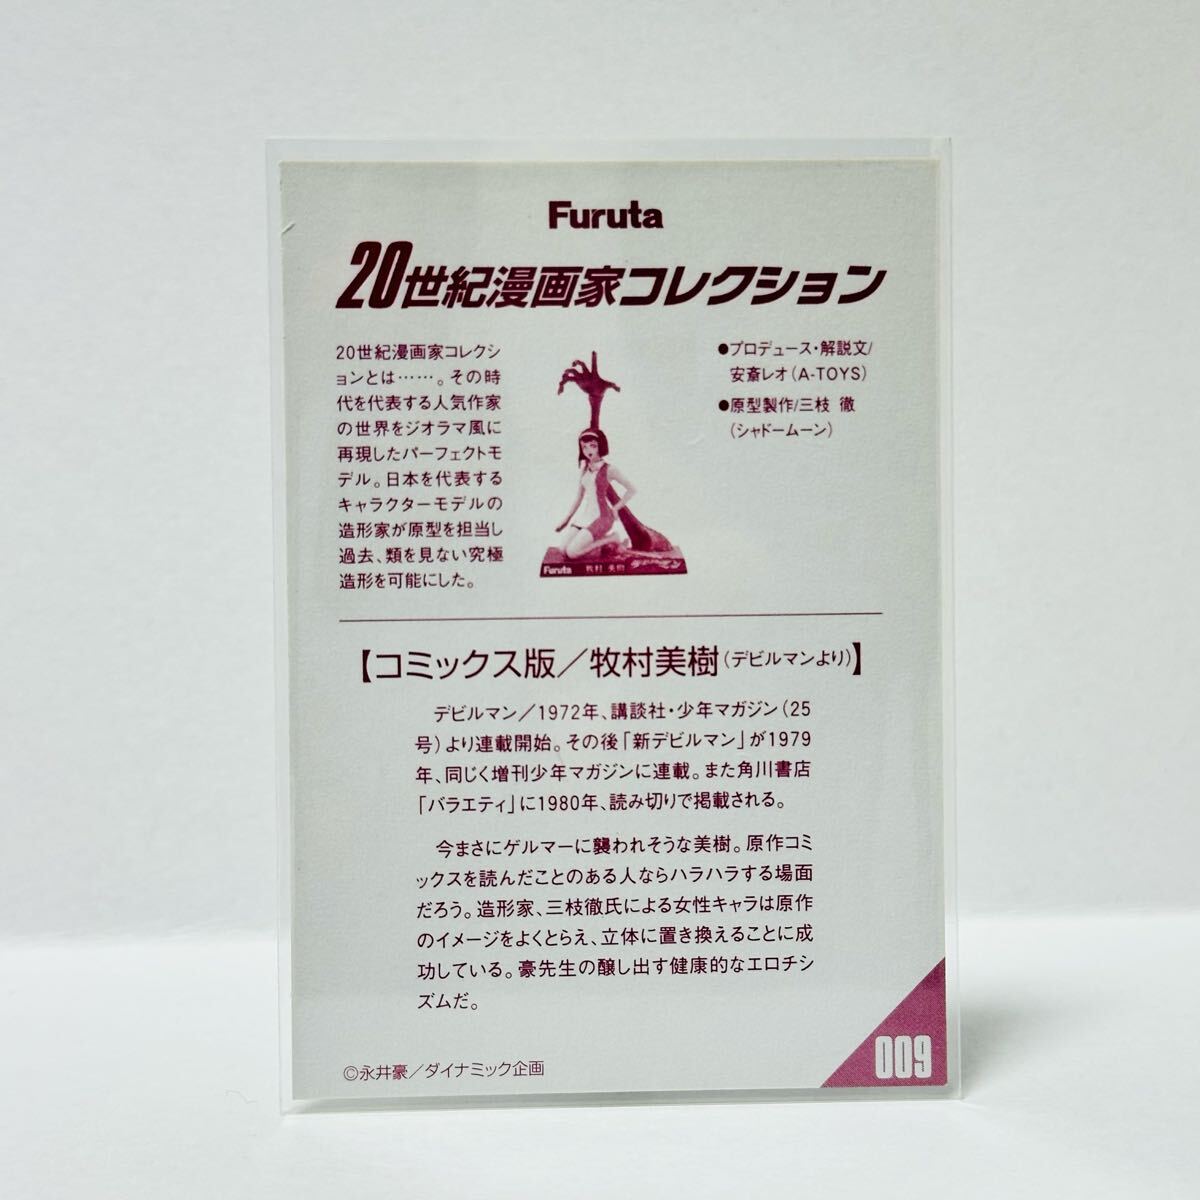 Furuta
20世紀漫画家コレクション
20世紀漫画家コレクシ
ョンとは……。その時
代を代表する人気作家
の世界をジオラマ風に
再現したパーフェクトモ
デル。日本を代表する
キャラクターモデルの
造形家が原型を担当し
過去、類を見ない究極
造形を可能にした。
●プロデュース・解説文/
安斎レオ(A-TOYS)
●原型製作/三枝 徹
(シャドームーン)
Furuta 牧村 美樹 デビルマン
【コミックス版/牧村美樹(デビルマンより)】
デビルマン/1972年、講談社・少年マガジン(25
号)より連載開始。その後「新デビルマン」が1979
年、同じく増刊少年マガジンに連載。また角川書店
「バラエティ」に1980年、読み切りで掲載される。
今まさにゲルマーに襲われそうな美樹。原作コミ
ックスを読んだことのある人ならハラハラする場面
だろう。造形家、三枝徹氏による女性キャラは原作
のイメージをよくとらえ、立体に置き換えることに成
功している。豪先生の醸し出す健康的なエロチシ
ズムだ。
©永井豪/ダイナミック企画
009